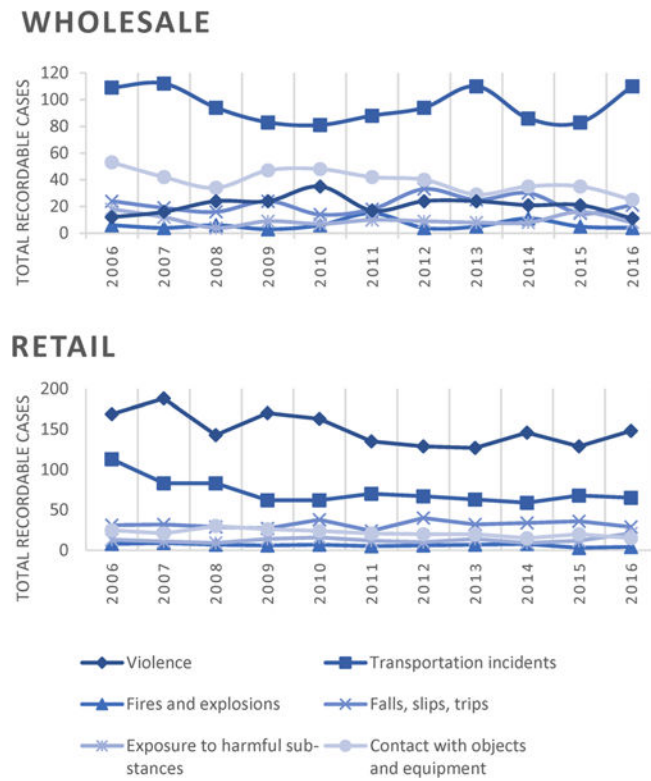 WHOLESALE
TOTAL RECORDABLE CASES
120
100
80
60
40
20
0
2006 2007 2008 2009 2010 2011 2012 2013 2014 2015 2016
RETAIL
TOTAL RECORDABLE CASES
200
150
100
50
0
2006 2007 2008 2009 2010 2011 2012 2013 2014 2015 2016
Violence
Transportation incidents
Fires and explosions
Falls, slips, trips
Exposure to harmful sub-
stances
Contact with objects
and equipment